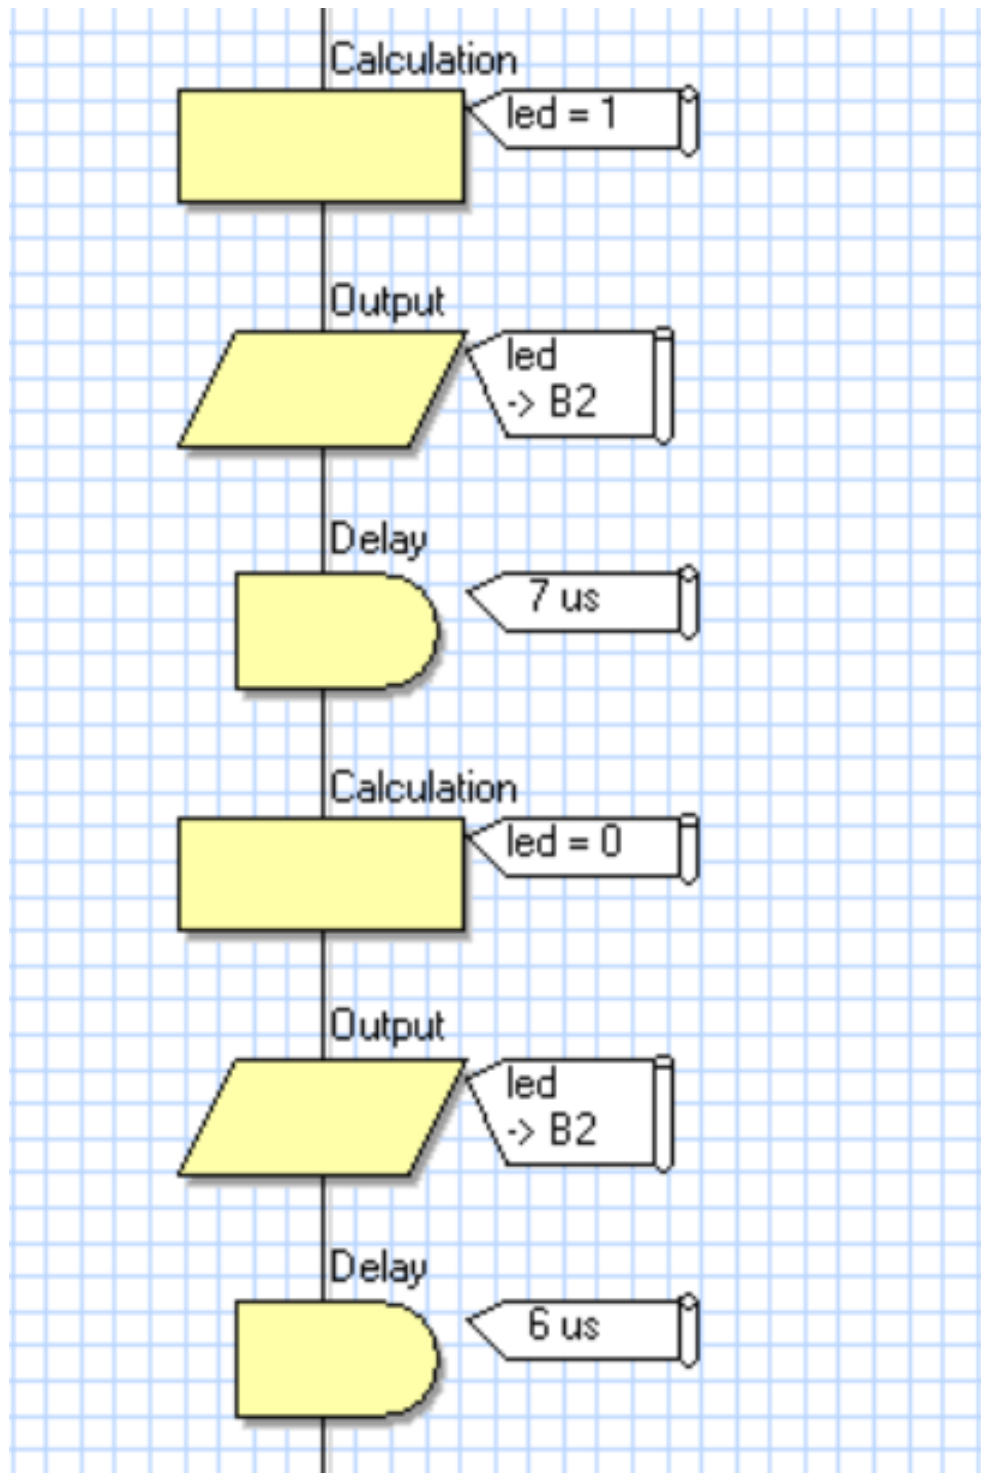 Calculation
led = 1
Output
led
-> B2
Delay
7 us
Calculation
led = 0
Output
led
-> B2
Delay
6 us